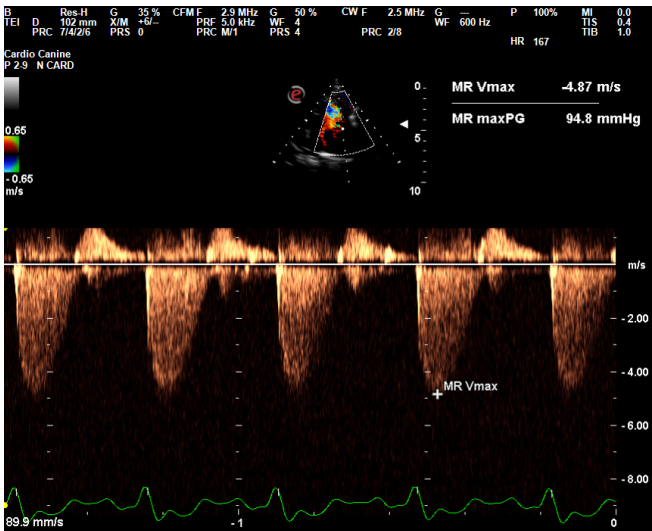 B Res-H G 35 % CFM F 2.9 MHz G 50 % CW F 2.5 MHz G --- P 100% MI 0.0
TEI D 102 mm X/M +6/-- PRF 5.0 kHz WF 4 WF 600 Hz TIS 0.4
PRC 7/4/2/6 PRS 0 PRC M/1 PRS 4 PRC 2/8 TIB 1.0
HR 167
Cardio Canine
P 2-9 N CARD
e
0
MR Vmax -4.87 m/s
MR maxPG 94.8 mmHg
0.65
5
- 0.65
m/s
10
m/s
- 2.00
- 4.00
MR Vmax
- 6.00
- 8.00
89.9 mm/s -1 0